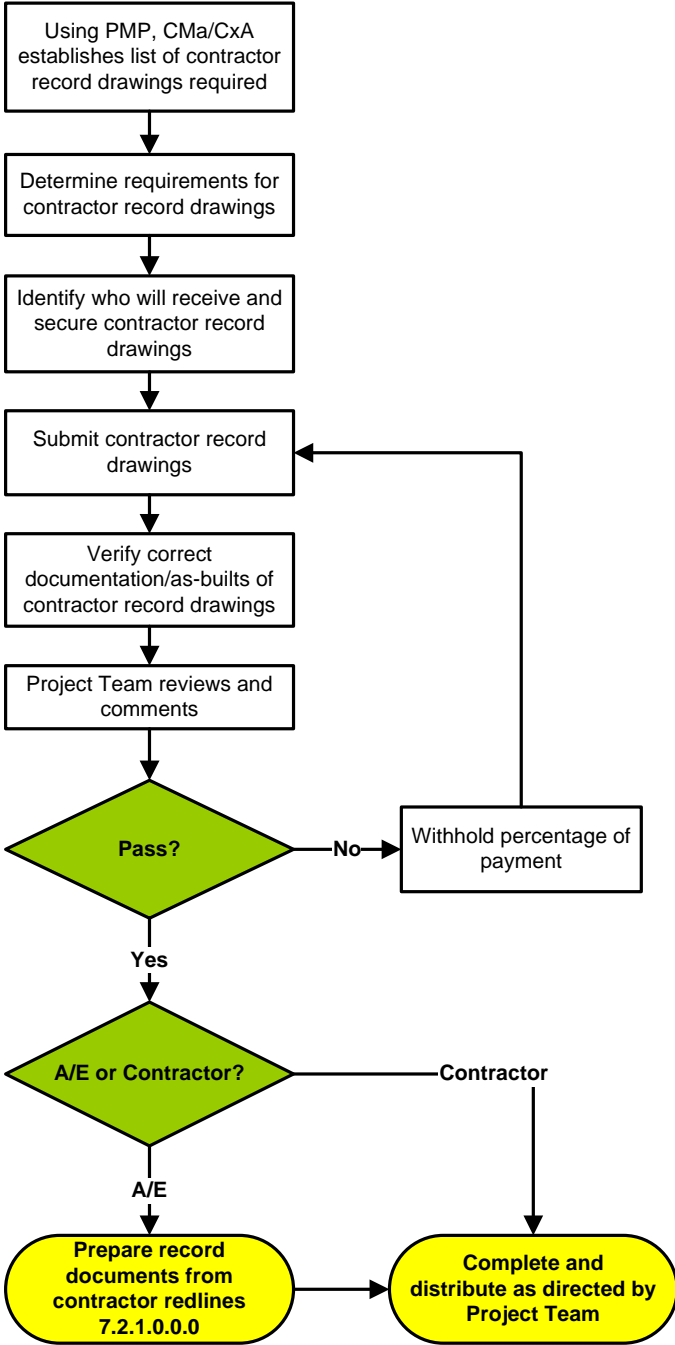 Using PMP, CMa/CxA
establishes list of contractor
record drawings required
Determine requirements for
contractor record drawings
Identify who will receive and
secure contractor record
drawings
Submit contractor record
drawings
Verify correct
documentation/as-builts of
contractor record drawings
Project Team reviews and
comments
Pass?
No
Withhold percentage of
payment
Yes
A/E or Contractor?
Contractor
A/E
Prepare record
documents from
contractor redlines
7.2.1.0.0.0
Complete and
distribute as directed by
Project Team